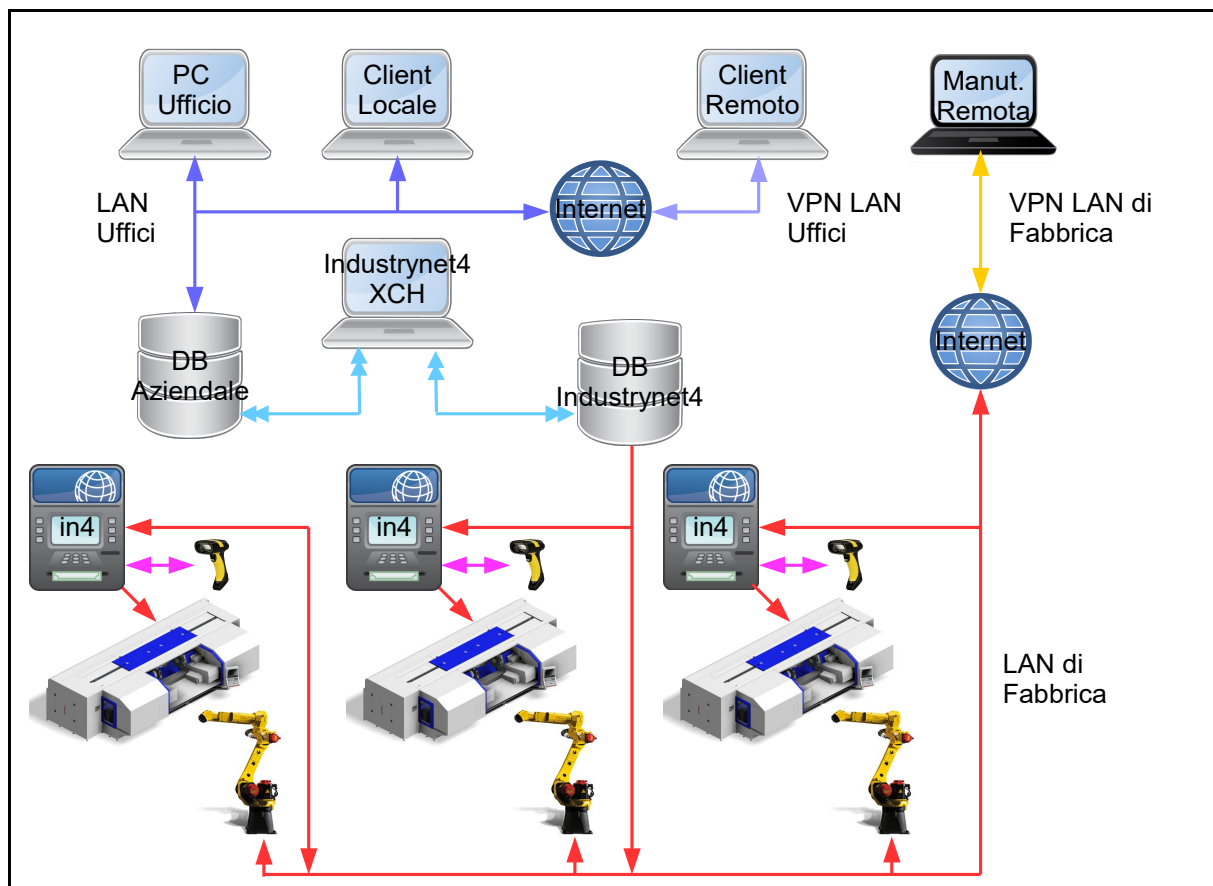 PC
Ufficio
Client
Locale
Client
Remoto
Manut.
Remota
LAN
Uffici
Internet
VPN LAN
Uffici
VPN LAN di
Fabbrica
Industrynet4
XCH
DB
Aziendale
DB
Industrynet4
Internet
in4
in4
in4
LAN di
Fabbrica